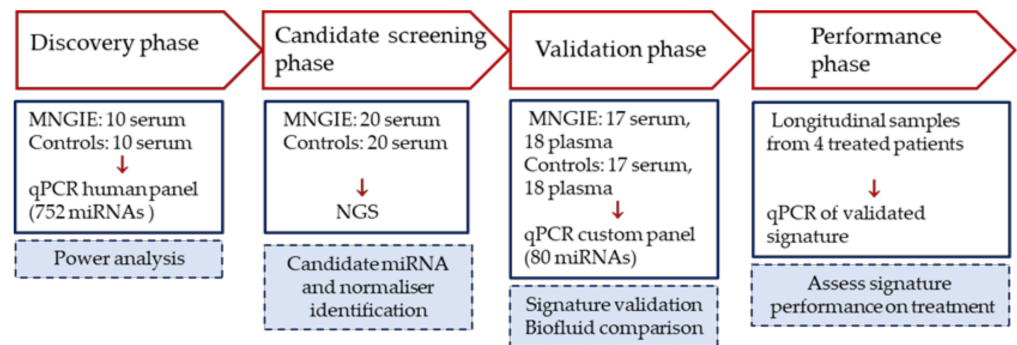 Discovery phase
MNGIE: 10 serum
Controls: 10 serum
qPCR human panel
(752 miRNAs )
Power analysis
Candidate screening
phase
MNGIE: 20 serum
Controls: 20 serum
NGS
Candidate miRNA
and normaliser
identification
Validation phase
MNGIE: 17 serum,
18 plasma
Controls: 17 serum,
18 plasma
qPCR custom panel
(80 miRNAs)
Signature validation
Biofluid comparison
Performance
phase
Longitudinal samples
from 4 treated patients
qPCR of validated
signature
Assess signature
performance on treatment